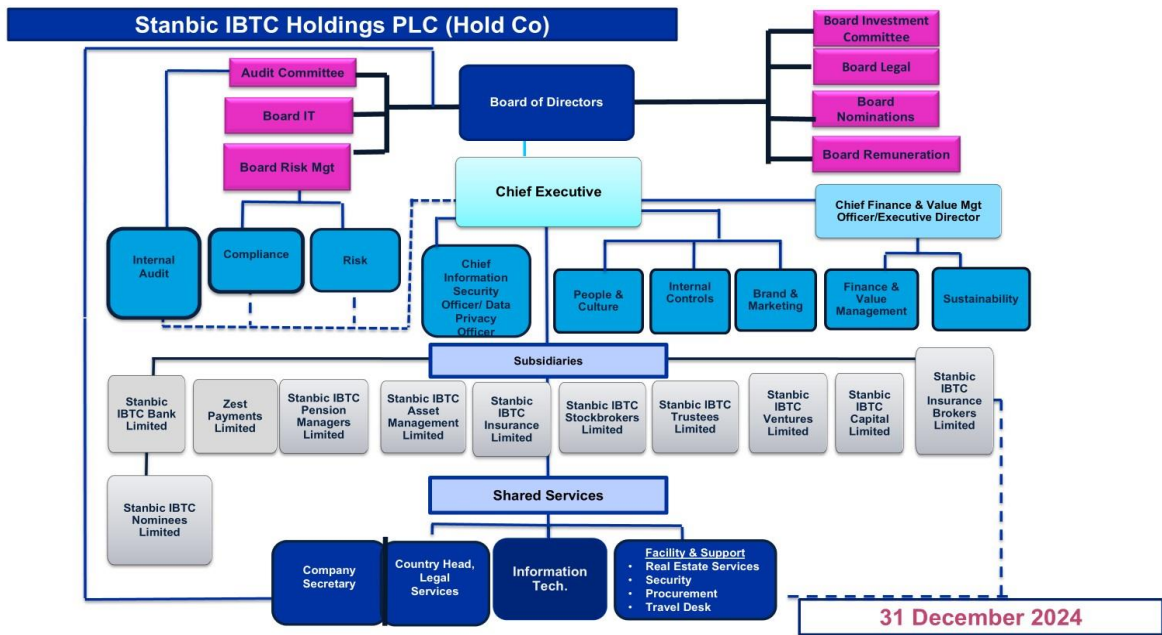 Stanbic IBTC Holdings PLC (Hold Co)
Board Investment
Committee
Audit Committee
Board Legal
Board of Directors
Board IT
Board
Nominations
Board Risk Mgt
Board Remuneration
Chief Executive
Chief Finance & Value Mgt
Officer/Executive Director
Internal
Audit
Compliance
Risk
Chief
Information
Security
Officer/ Data
Privacy
Officer
People &
Culture
Internal
Controls
Brand &
Marketing
Finance &
Value
Management
Sustainability
Subsidiaries
Stanbic
IBTC Bank
Limited
Zest
Payments
Limited
Stanbic IBTC
Pension
Managers
Limited
Stanbic IBTC
Asset
Management
Limited
Stanbic
IBTC
Insurance
Limited
Stanbic IBTC
Stockbrokers
Limited
Stanbic IBTC
Trustees
Limited
Stanbic
IBTC
Ventures
Limited
Stanbic
IBTC
Capital
Limited
Stanbic
IBTC
Insurance
Brokers
Limited
Stanbic IBTC
Nominees
Limited
Shared Services
Company
Secretary
Country Head,
Legal
Services
Information
Tech.
Facility & Support
• Real Estate Services
• Security
• Procurement
• Travel Desk
31 December 2024